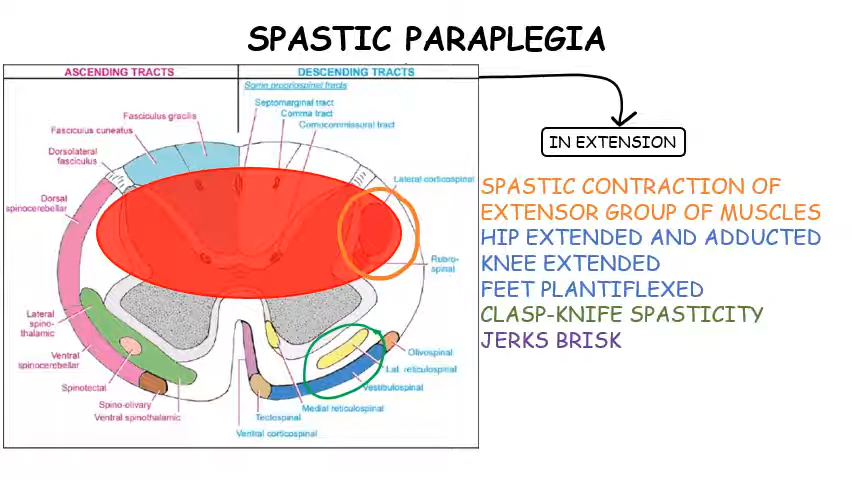 SPASTIC PARAPLEGIA
ASCENDING TRACTS
DESCENDING TRACTS
Some propriospinal tracts
Septomarginal tract
Comma tract
Cornucommissural tract
Fasciculus gracilis
Fasciculus cuneatus
Dorsolateral
fasciculus
Dorsal
spinocerebellar
Lateral
spino-
thalamic
Ventral
spinocerebellar
Spinotectal
Spino-olivary
Ventral spinothalamic
Lateral corticospinal
Rubro-
spinal
Olivospinal
Lat. reticulospinal
Vestibulospinal
Medial reticulospinal
Tectospinal
Ventral corticospinal
IN EXTENSION
SPASTIC CONTRACTION OF
EXTENSOR GROUP OF MUSCLES
HIP EXTENDED AND ADDUCTED
KNEE EXTENDED
FEET PLANTIFLEXED
CLASP-KNIFE SPASTICITY
JERKS BRISK